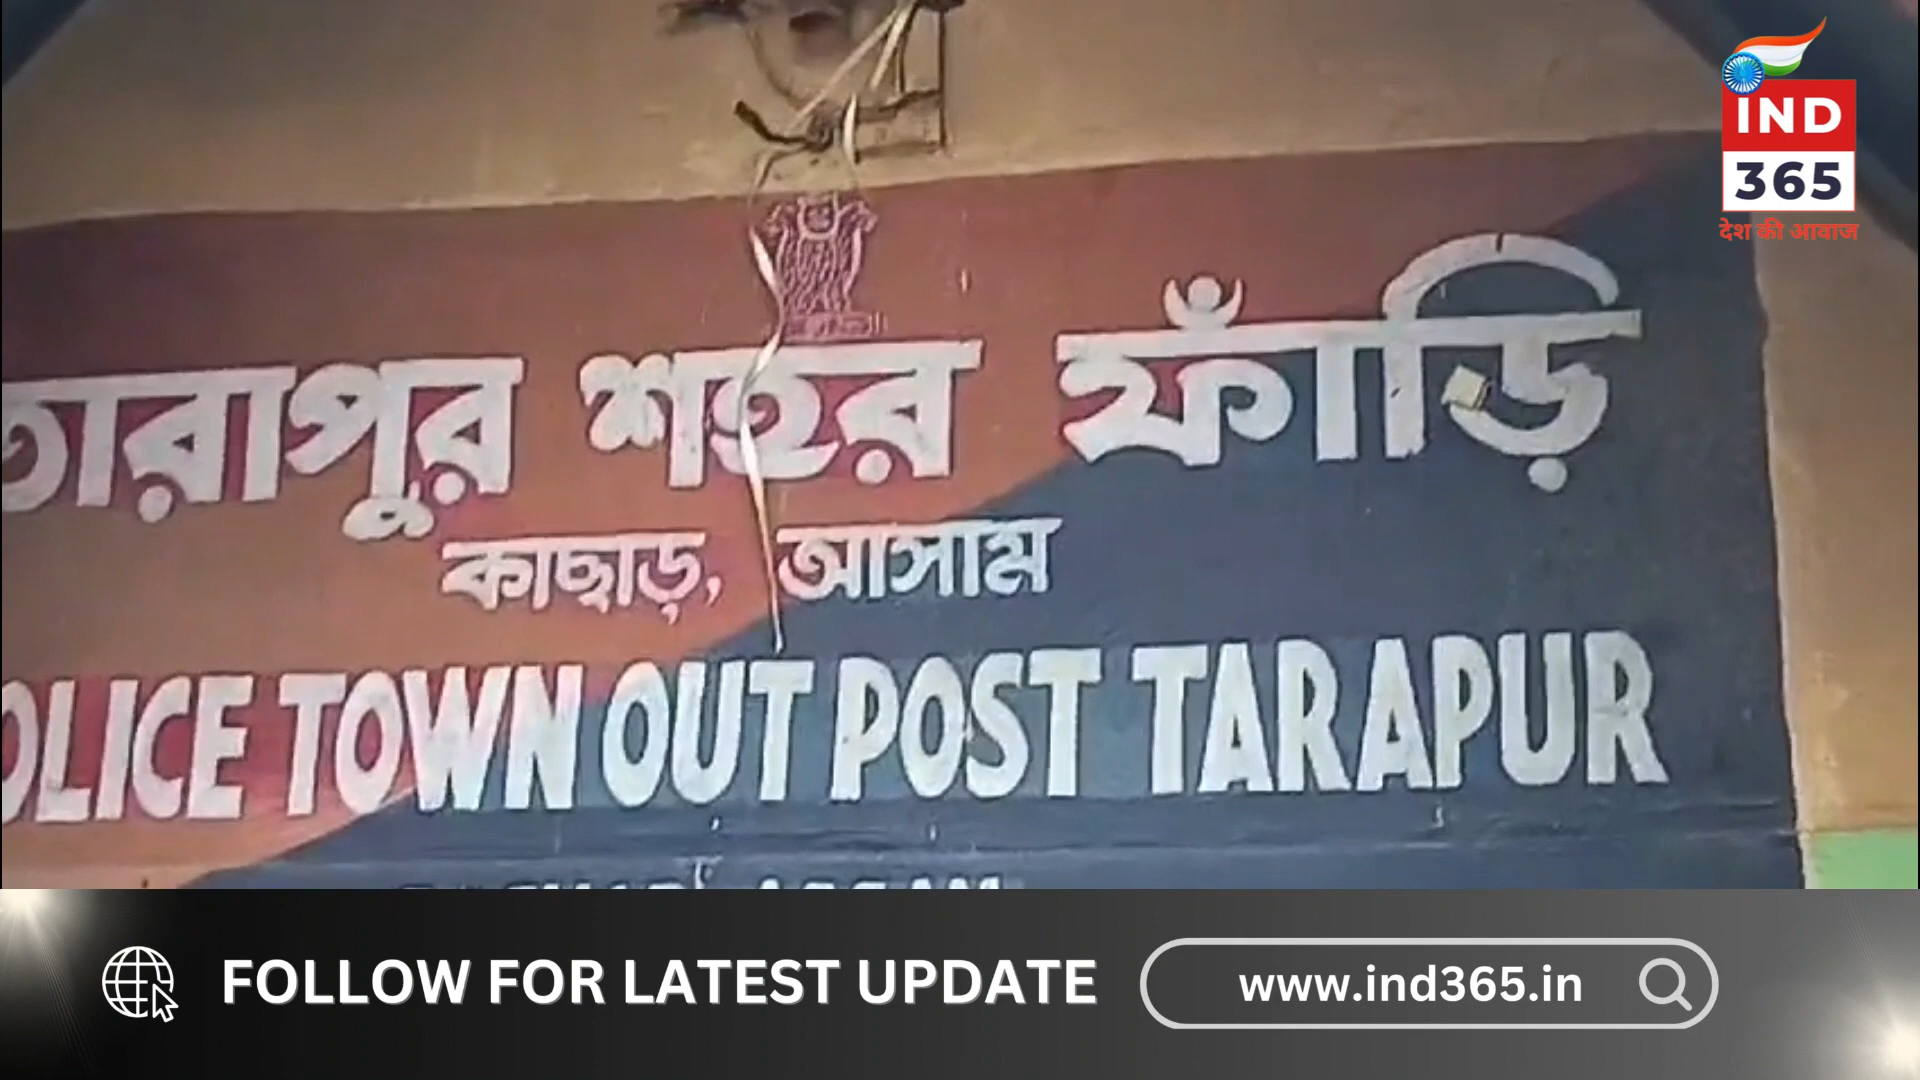 IND
365
देश की आवाज
তারাপুর শহর ফাঁড়ি
কাছাড়, আসাম
OLICE TOWN OUT POST TARAPUR
FOLLOW FOR LATEST UPDATE
www.ind365.in